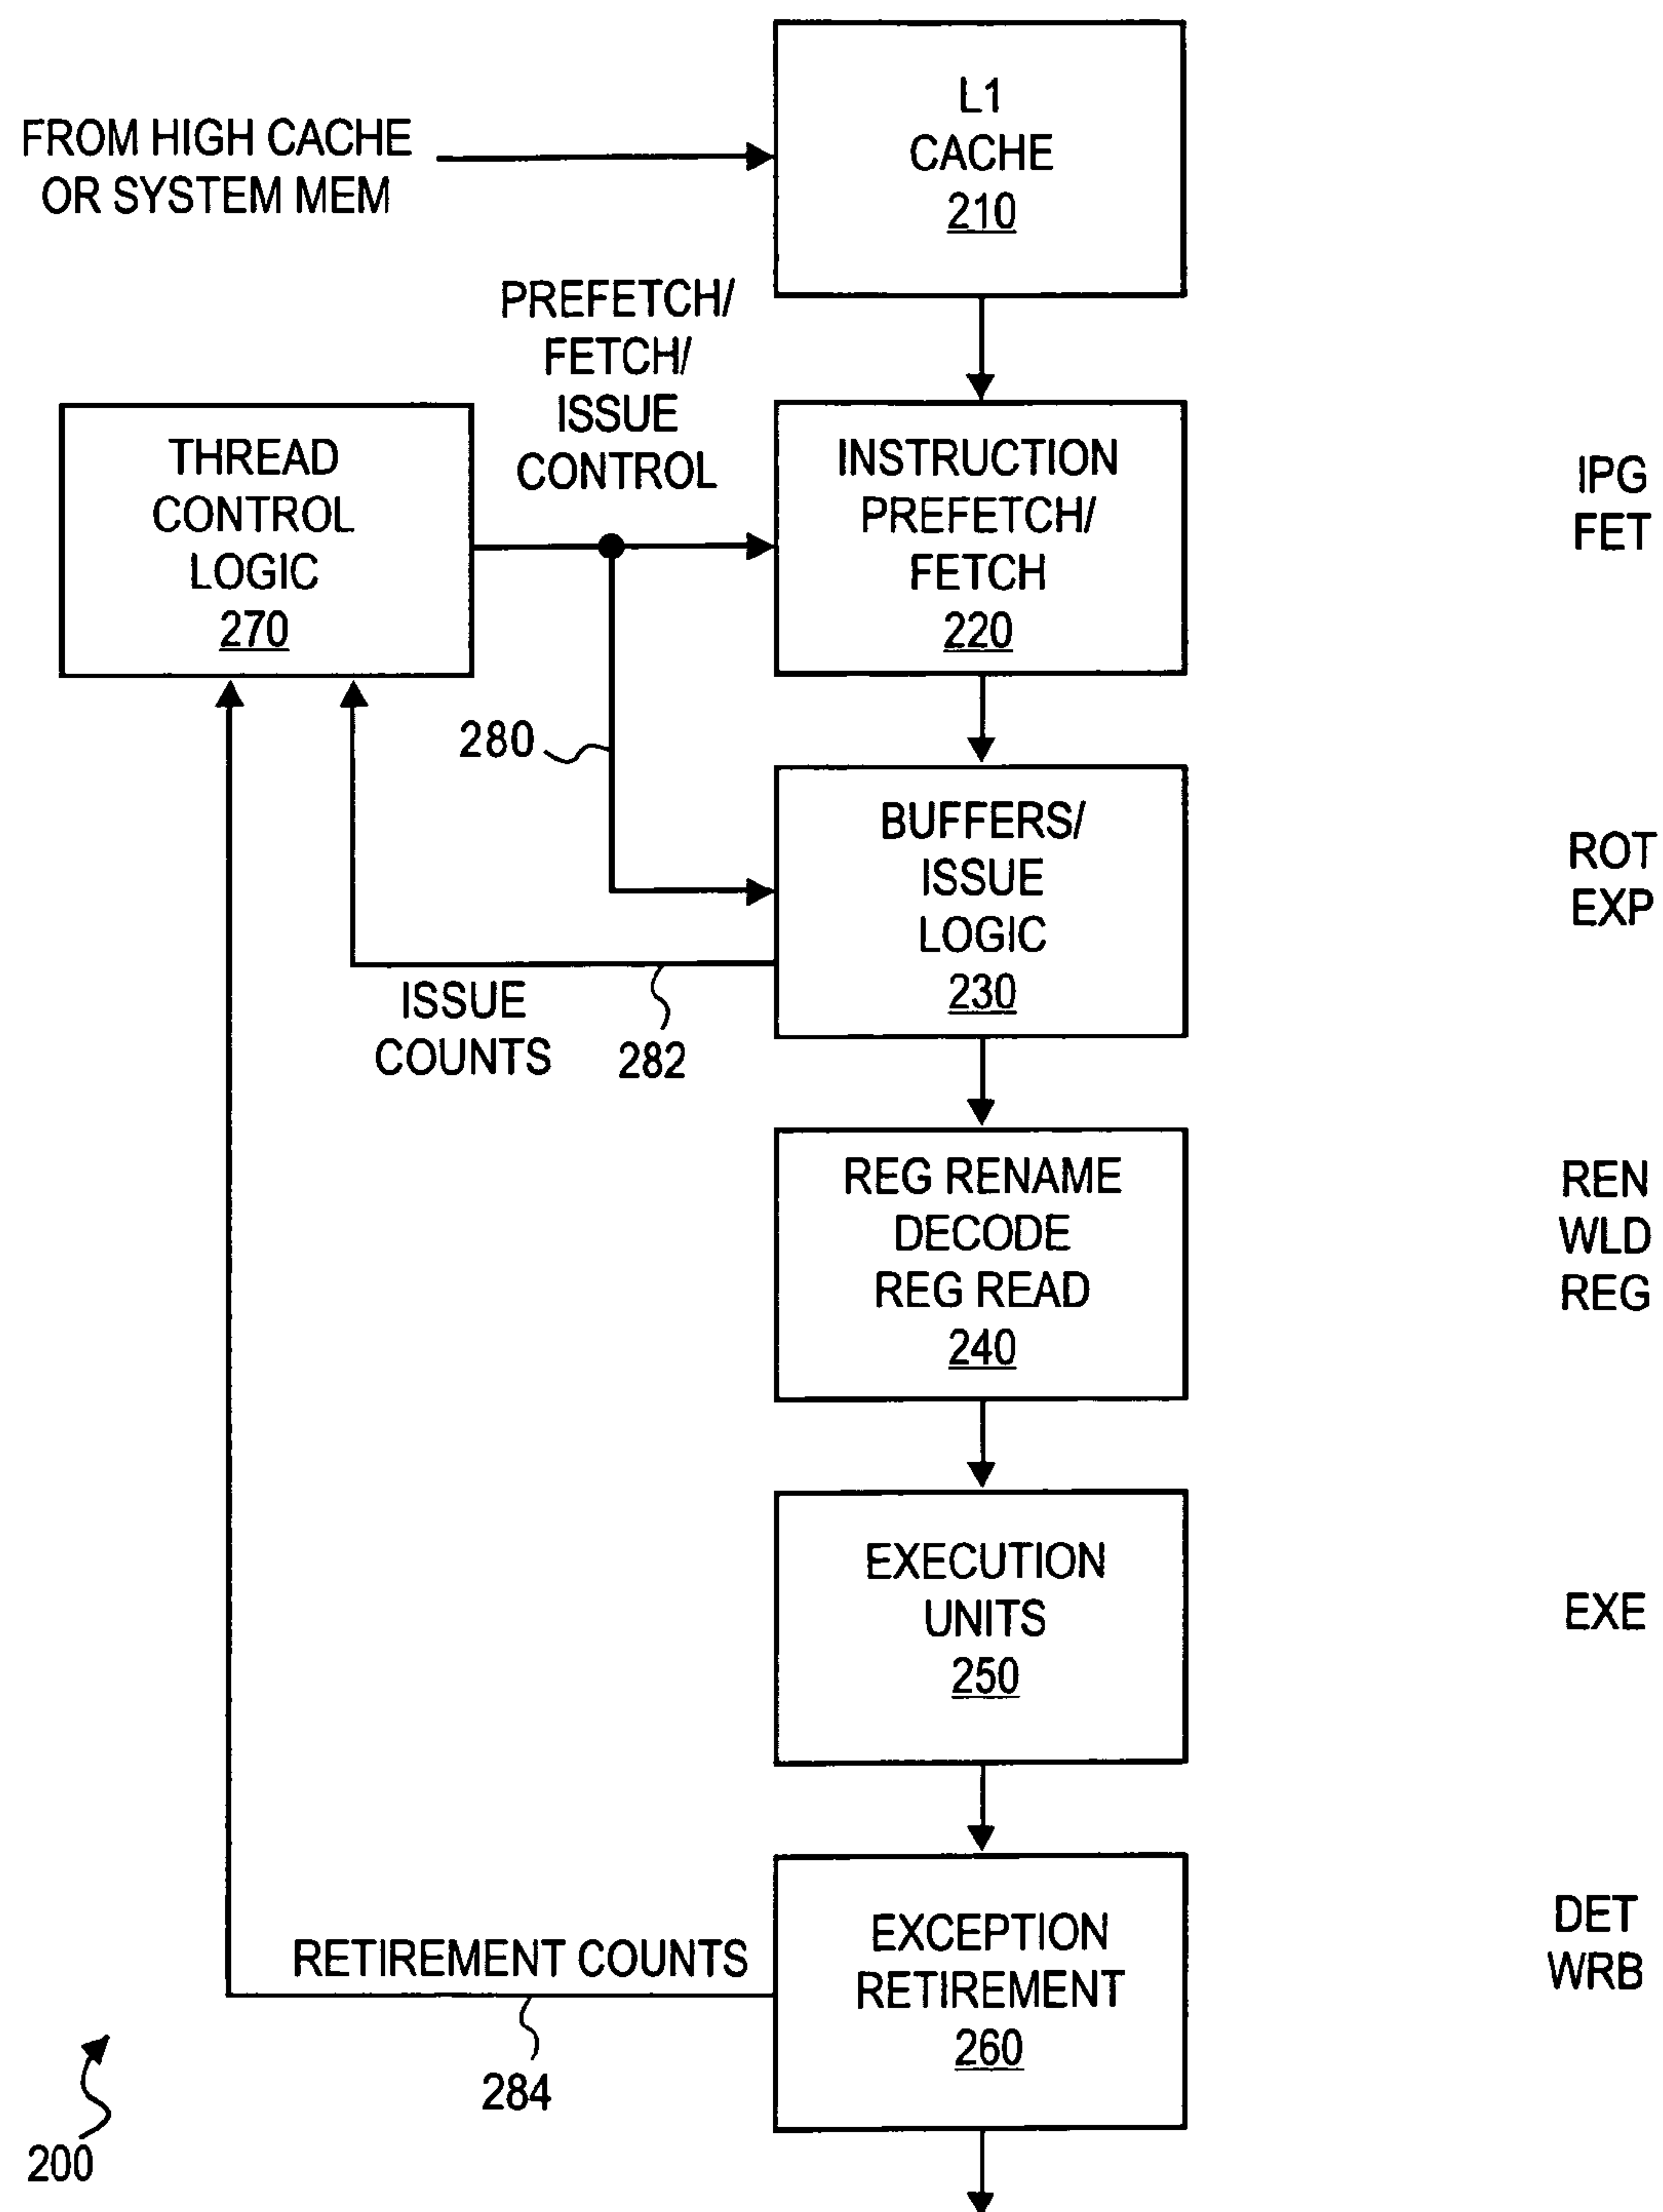 L1
CACHE
210
FROM HIGH CACHE
OR SYSTEM MEM
PREFETCH/
FETCH/
ISSUE
CONTROL
THREAD
CONTROL
LOGIC
270
INSTRUCTION
PREFETCH/
FETCH
220
IPG
FET
280
BUFFERS/
ISSUE
LOGIC
230
ROT
EXP
ISSUE
COUNTS
282
REG RENAME
DECODE
REG READ
240
REN
WLD
REG
EXECUTION
UNITS
250
EXE
EXCEPTION
RETIREMENT
260
DET
WRB
RETIREMENT COUNTS
284
200